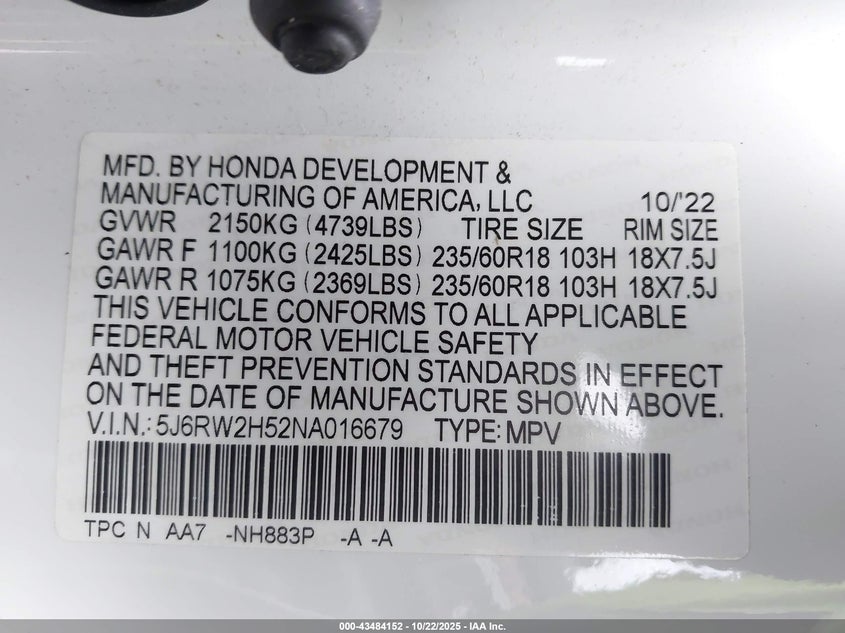 MFD. BY HONDA DEVELOPMENT &
MANUFACTURING OF AMERICA, LLC 10/'22
GVWR 2150KG (4739LBS) TIRE SIZE RIM SIZE
GAWR F 1100KG (2425LBS) 235/60R18 103H 18X7.5J
GAWR R 1075KG (2369LBS) 235/60R18 103H 18X7.5J
THIS VEHICLE CONFORMS TO ALL APPLICABLE
FEDERAL MOTOR VEHICLE SAFETY
AND THEFT PREVENTION STANDARDS IN EFFECT
ON THE DATE OF MANUFACTURE SHOWN ABOVE.
V.I.N.: 5J6RW2H52NA016679 TYPE: MPV
TPC N AA7 -NH883P -A -A
000-43484152 | 10/22/2025 - IAA Inc.